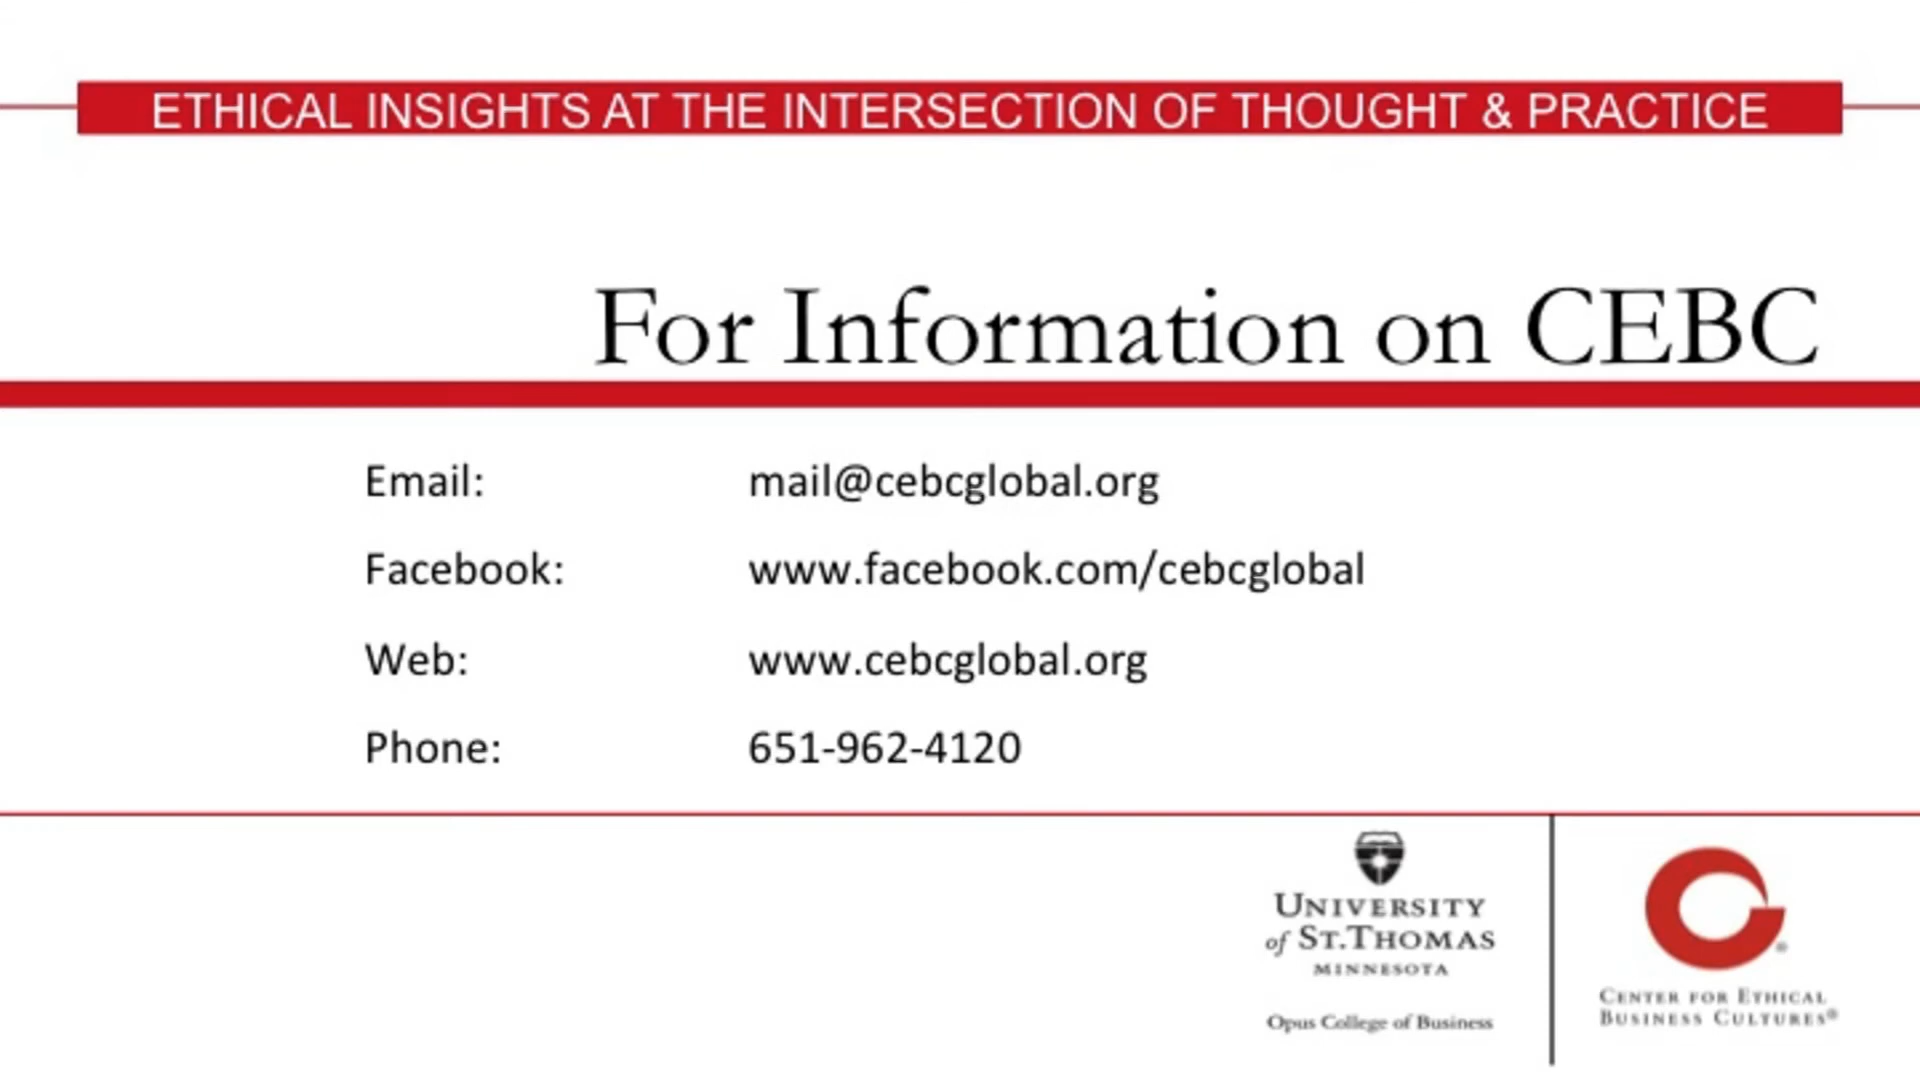 ETHICAL INSIGHTS AT THE INTERSECTION OF THOUGHT & PRACTICE
For Information on CEBC
Email: mail@cebcglobal.org
Facebook: www.facebook.com/cebcglobal
Web: www.cebcglobal.org
Phone: 651-962-4120
UNIVERSITY
of ST. THOMAS
MINNESOTA
Opus College of Business
CENTER FOR ETHICAL
BUSINESS CULTURES®